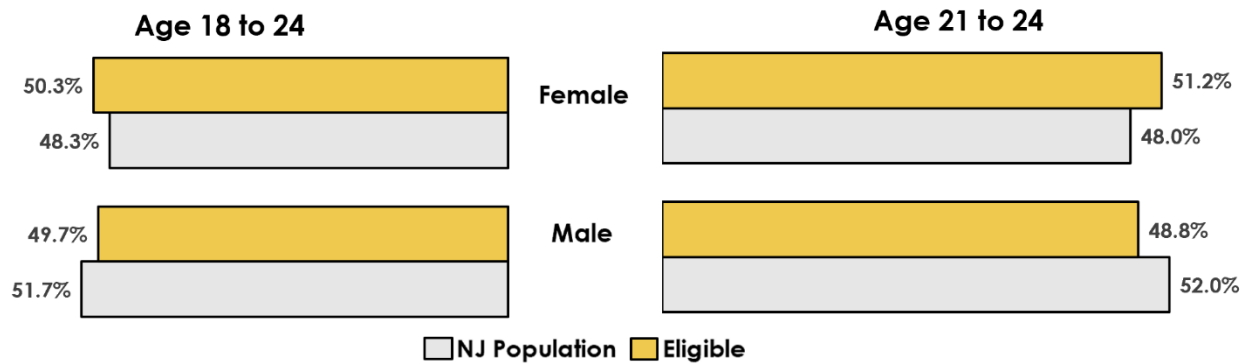 Age 18 to 24
Age 21 to 24
50.3%
48.3%
Female
51.2%
48.0%
49.7%
51.7%
Male
48.8%
52.0%
NJ Population Eligible